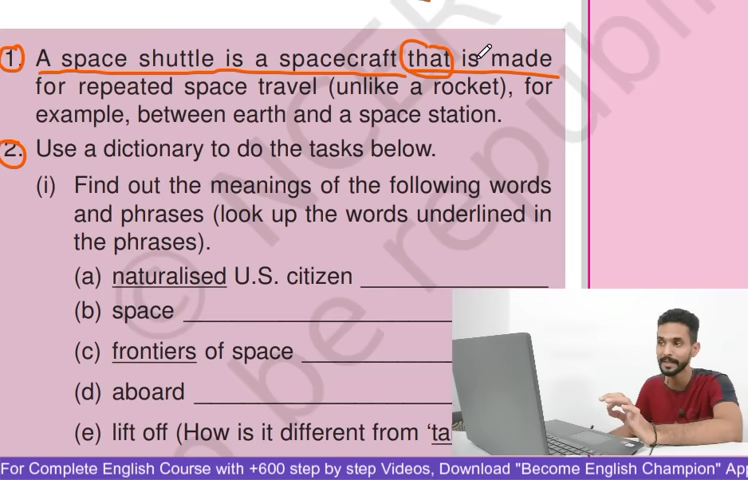 1. A space shuttle is a spacecraft that is made
for repeated space travel (unlike a rocket), for
example, between earth and a space station.
2. Use a dictionary to do the tasks below.
(i) Find out the meanings of the following words
and phrases (look up the words underlined in
the phrases).
(a) naturalised U.S. citizen
(b) space
(c) frontiers of space
(d) aboard
(e) lift off (How is it different from ‘ta
© NCER
be republi
For Complete English Course with +600 step by step Videos, Download "Become English Champion" Ap